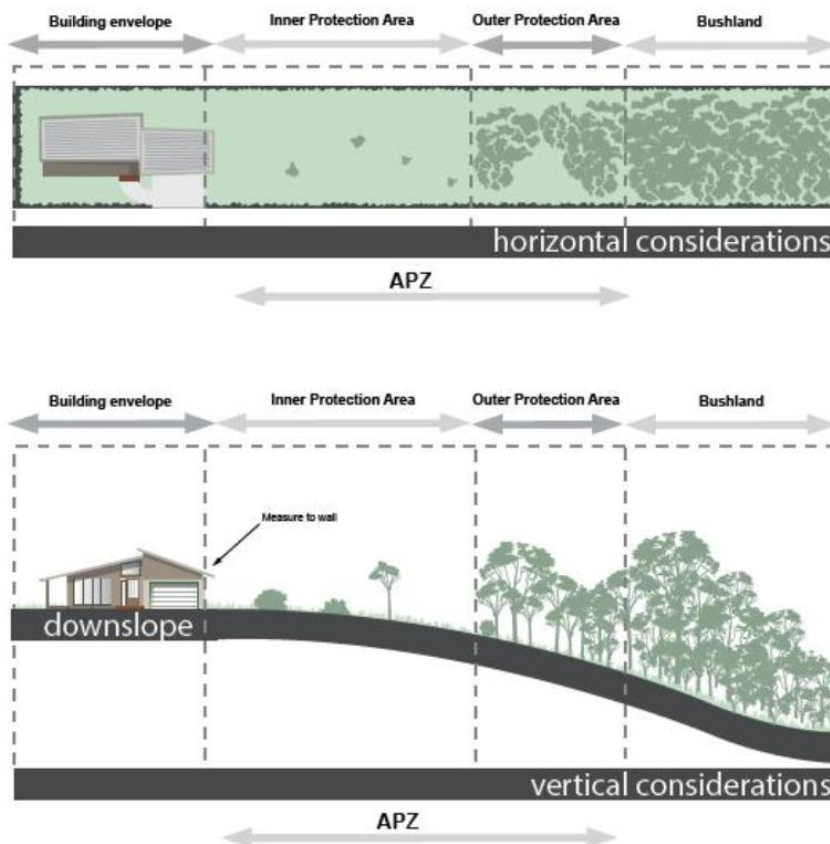 Building envelope Inner Protection Area Outer Protection Area Bushland
horizontal considerations
APZ
Building envelope Inner Protection Area Outer Protection Area Bushland
Measure to wall
downslope
vertical considerations
APZ